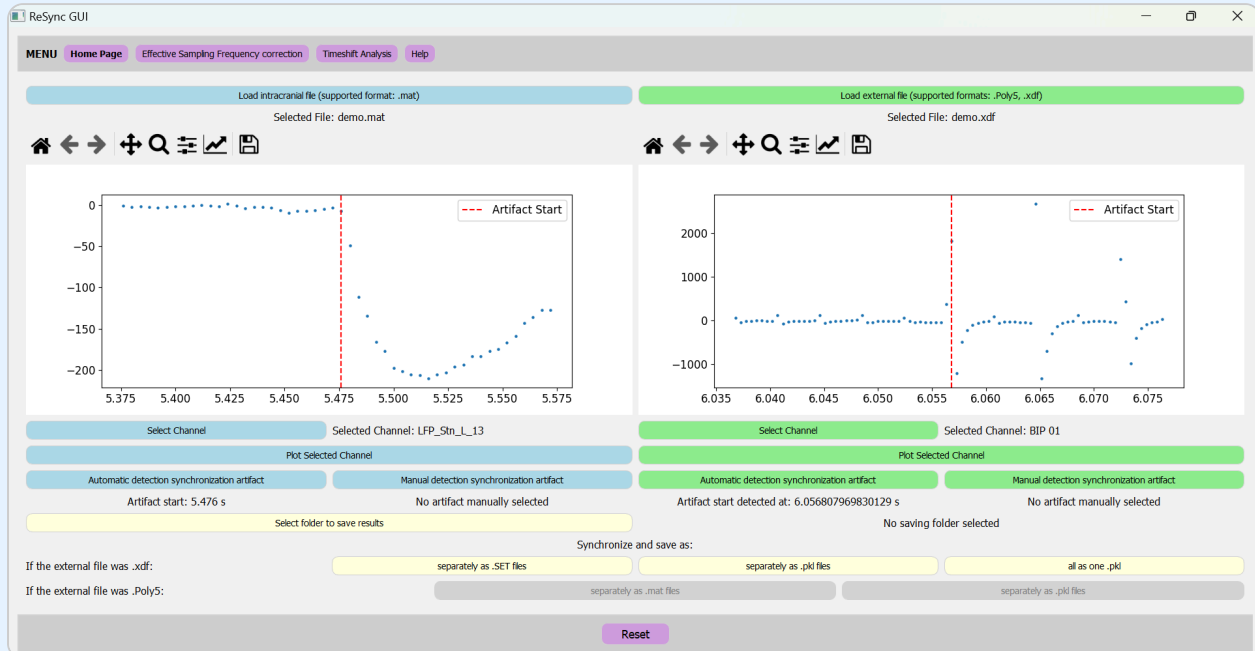 ReSync GUI
MENU Home Page Effective Sampling Frequency correction Timeshift Analysis Help
Load intracranial file (supported format: .mat)
Load external file (supported formats: .Poly5, .xdf)
Selected File: demo.mat
Selected File: demo.xdf
Artifact Start
0
−50
−100
−150
−200
5.375 5.400 5.425 5.450 5.475 5.500 5.525 5.550 5.575
Artifact Start
2000
1000
0
−1000
6.035 6.040 6.045 6.050 6.055 6.060 6.065 6.070 6.075
Select Channel Selected Channel: LFP_Stn_L_13
Select Channel Selected Channel: BIP 01
Plot Selected Channel
Plot Selected Channel
Automatic detection synchronization artifact Manual detection synchronization artifact
Automatic detection synchronization artifact Manual detection synchronization artifact
Artifact start: 5.476 s No artifact manually selected
Artifact start detected at: 6.056807969830129 s No artifact manually selected
Select folder to save results
No saving folder selected
Synchronize and save as:
If the external file was .xdf: separately as .SET files separately as .pkl files all as one .pkl
If the external file was .Poly5: separately as .mat files separately as .pkl files
Reset